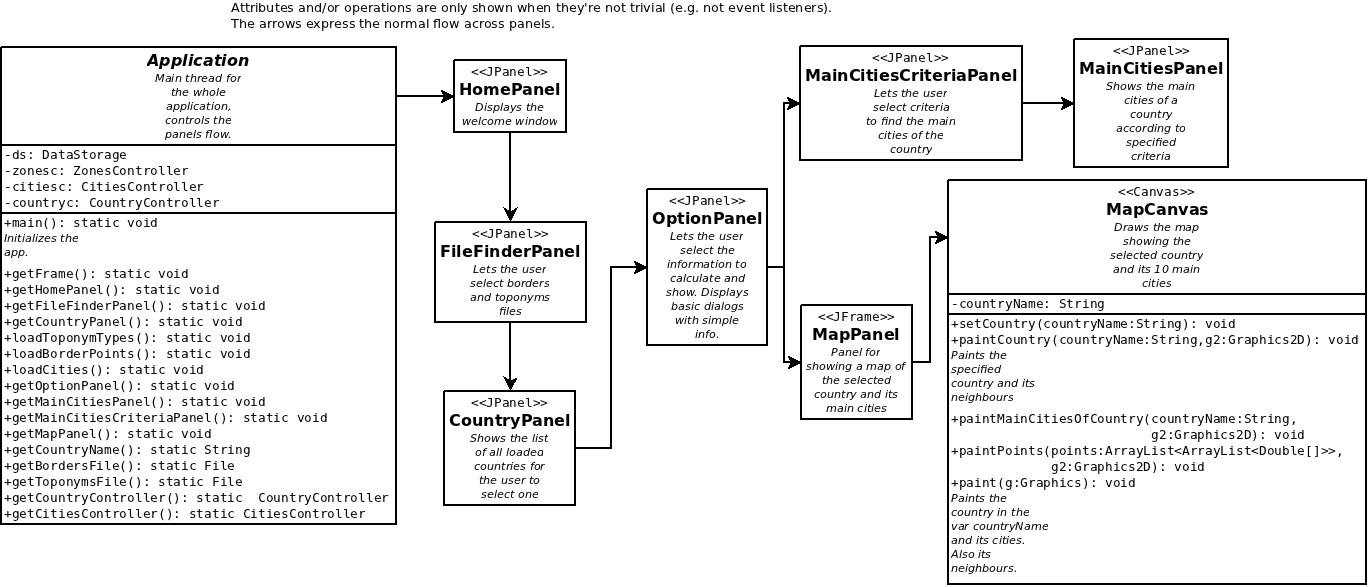 Attributes and/or operations are only shown when they're not trivial (e.g. not event listeners).
The arrows express the normal flow across panels.
Application
Main thread for
the whole
application,
controls the
panels flow.
-ds: DataStorage
-zonesc: ZonesController
-citiesc: CitiesController
-countryc: CountryController
+main(): static void
Initializes the
app.
+getFrame(): static void
+getHomePanel(): static void
+getFileFinderPanel(): static void
+getCountryPanel(): static void
+loadToponymTypes(): static void
+loadBorderPoints(): static void
+loadCities(): static void
+getOptionPanel(): static void
+getMainCitiesPanel(): static void
+getMainCitiesCriteriaPanel(): static void
+getMapPanel(): static void
+getCountryName(): static String
+getBordersFile(): static File
+getToponymsFile(): static File
+getCountryController(): static  CountryController
+getCitiesController(): static CitiesController
<<JPanel>>
HomePanel
Displays the
welcome window
<<JPanel>>
FileFinderPanel
Lets the user
select borders
and toponyms
files
<<JPanel>>
CountryPanel
Shows the list
of all loaded
countries for
the user to
select one
<<JPanel>>
OptionPanel
Lets the user
select the
information to
calculate and
show. Displays
basic dialogs
with simple
info.
<<JPanel>>
MainCitiesCriteriaPanel
Lets the user
select criteria
to find the main
cities of the
country
<<JPanel>>
MainCitiesPanel
Shows the main
cities of a
country
according to
specified
criteria
<<JFrame>>
MapPanel
Panel for
showing a map of
the selected
country and its
main cities
<<Canvas>>
MapCanvas
Draws the map
showing the
selected country
and its 10 main
cities
-countryName: String
+setCountry(countryName:String): void
+paintCountry(countryName:String,g2:Graphics2D): void
Paints the
specified
country and its
neighbours
+paintMainCitiesOfCountry(countryName:String,
g2:Graphics2D): void
+paintPoints(points:ArrayList<ArrayList<Double[]>>,
g2:Graphics2D): void
+paint(g:Graphics): void
Paints the
country in the
var countryName
and its cities.
Also its
neighbours.